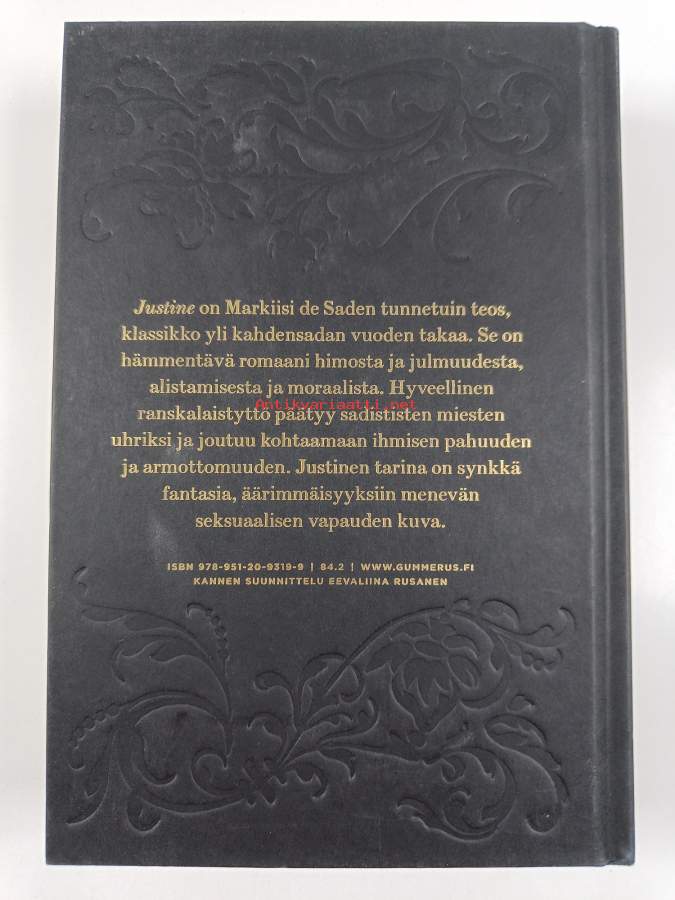 Justine on Markiisi de Saden tunnetuin teos,
klassikko yli kahdensadan vuoden takaa. Se on
hämmentävä romaani himosta ja julmuudesta,
alistamisesta ja moraalista. Hyveellinen
Antikvariaatti.net
ranskalaistyttö päätyy sadististen miesten
uhriksi ja joutuu kohtaamaan ihmisen pahuuden
ja armottomuuden. Justinen tarina on synkkä
fantasia, äärimmäisyyksiin menevän
seksuaalisen vapauden kuva.
ISBN 978-951-20-9319-9 | 84.2 | WWW.GUMMERUS.FI
KANNEN SUUNNITTELU EEVALIINA RUSANEN